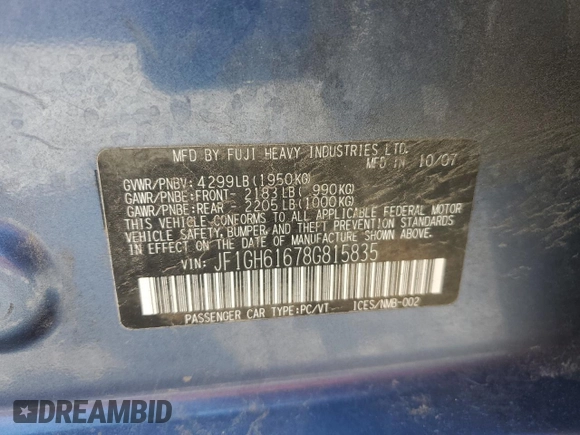 MFD BY FUJI HEAVY INDUSTRIES LTD.
MFD IN 10/07
GVWR/PNBV: 4299LB(1950KG)
GAWR/PNBE:FRONT - 2183LB( 990KG)
GAWR/PNBE:REAR - 2205LB(1000KG)
THIS VEHICLE CONFORMS TO ALL APPLICABLE FEDERAL MOTOR
VEHICLE SAFETY, BUMPER, AND THEFT PREVENTION STANDARDS
IN EFFECT ON THE DATE OF MANUFACTURE SHOWN ABOVE.
VIN: JF1GH61678G815835
PASSENGER CAR TYPE:PC/VT ICES/NMB-002
DREAMBID